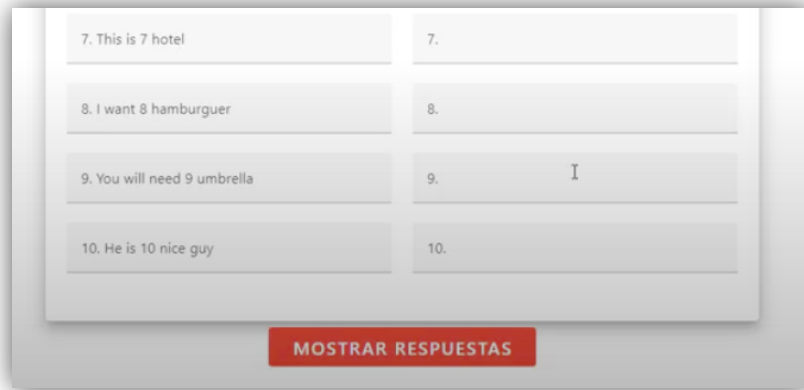 7. This is 7 hotel
7.
8. I want 8 hamburguer
8.
9. You will need 9 umbrella
9.
10. He is 10 nice guy
10.
MOSTRAR RESPUESTAS